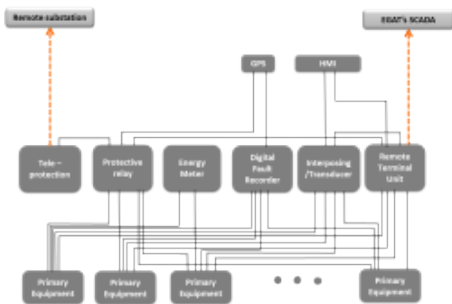 Remote substation
EGAT's SCADA
GPS
HMI
Tele –
protection
Protective
relay
Energy
Meter
Digital
Fault
Recorder
Interposing
/Transducer
Remote
Terminal
Unit
Primary
Equipment
Primary
Equipment
Primary
Equipment
Primary
Equipment